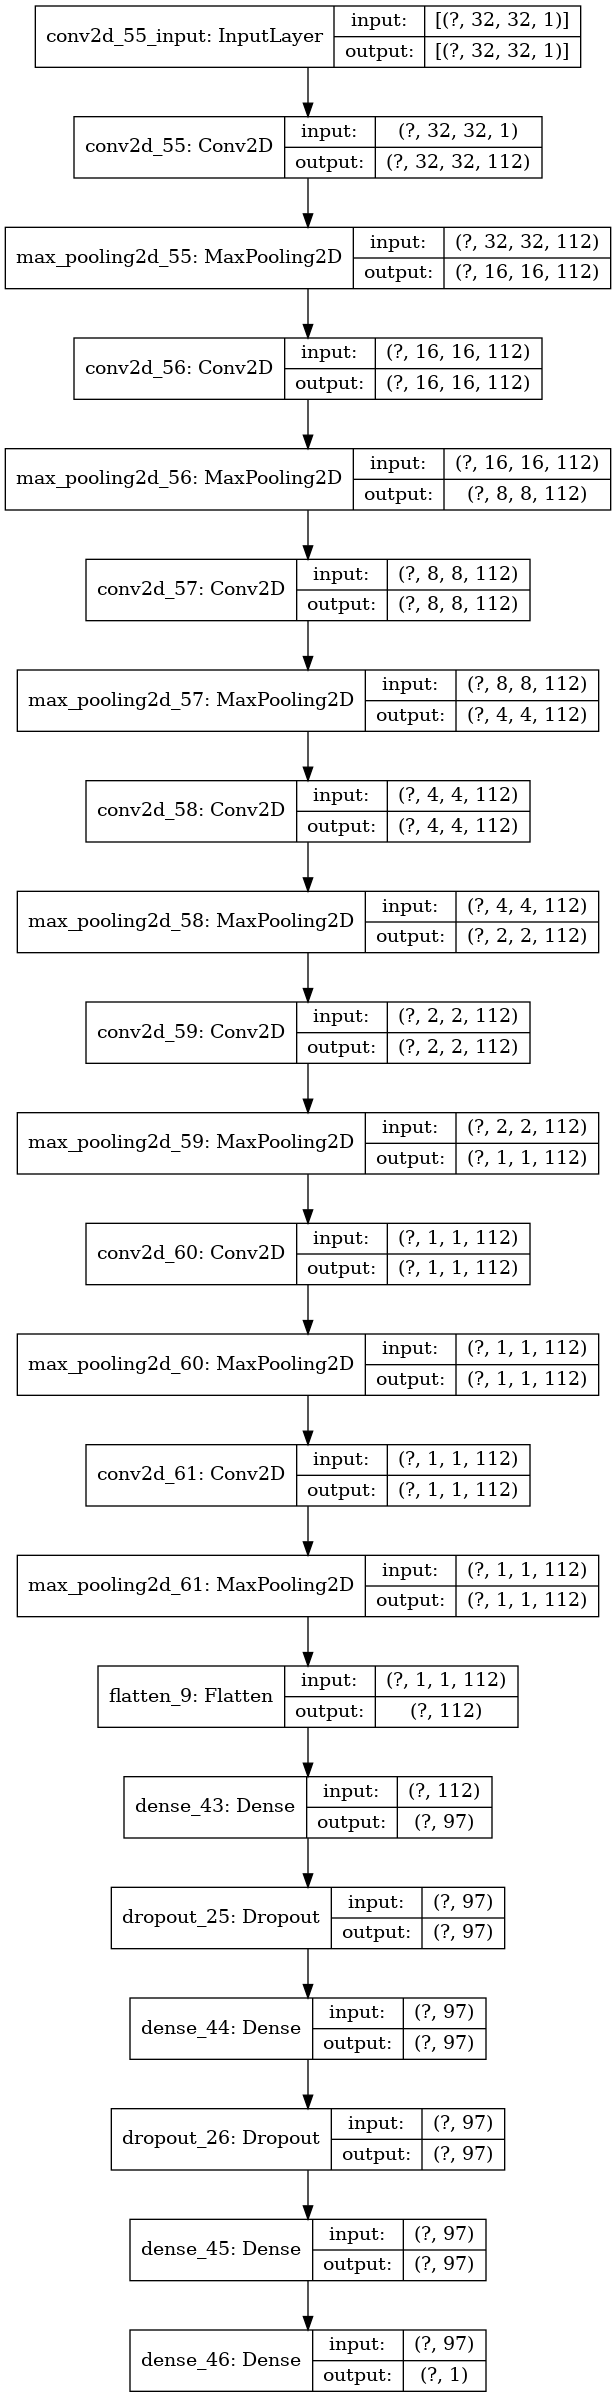 conv2d_55_input: InputLayer input: [(?, 32, 32, 1)]
output: [(?, 32, 32, 1)]
conv2d_55: Conv2D input: (?, 32, 32, 1)
output: (?, 32, 32, 112)
max_pooling2d_55: MaxPooling2D input: (?, 32, 32, 112)
output: (?, 16, 16, 112)
conv2d_56: Conv2D input: (?, 16, 16, 112)
output: (?, 16, 16, 112)
max_pooling2d_56: MaxPooling2D input: (?, 16, 16, 112)
output: (?, 8, 8, 112)
conv2d_57: Conv2D input: (?, 8, 8, 112)
output: (?, 8, 8, 112)
max_pooling2d_57: MaxPooling2D input: (?, 8, 8, 112)
output: (?, 4, 4, 112)
conv2d_58: Conv2D input: (?, 4, 4, 112)
output: (?, 4, 4, 112)
max_pooling2d_58: MaxPooling2D input: (?, 4, 4, 112)
output: (?, 2, 2, 112)
conv2d_59: Conv2D input: (?, 2, 2, 112)
output: (?, 2, 2, 112)
max_pooling2d_59: MaxPooling2D input: (?, 2, 2, 112)
output: (?, 1, 1, 112)
conv2d_60: Conv2D input: (?, 1, 1, 112)
output: (?, 1, 1, 112)
max_pooling2d_60: MaxPooling2D input: (?, 1, 1, 112)
output: (?, 1, 1, 112)
conv2d_61: Conv2D input: (?, 1, 1, 112)
output: (?, 1, 1, 112)
max_pooling2d_61: MaxPooling2D input: (?, 1, 1, 112)
output: (?, 1, 1, 112)
flatten_9: Flatten input: (?, 1, 1, 112)
output: (?, 112)
dense_43: Dense input: (?, 112)
output: (?, 97)
dropout_25: Dropout input: (?, 97)
output: (?, 97)
dense_44: Dense input: (?, 97)
output: (?, 97)
dropout_26: Dropout input: (?, 97)
output: (?, 97)
dense_45: Dense input: (?, 97)
output: (?, 97)
dense_46: Dense input: (?, 97)
output: (?, 1)